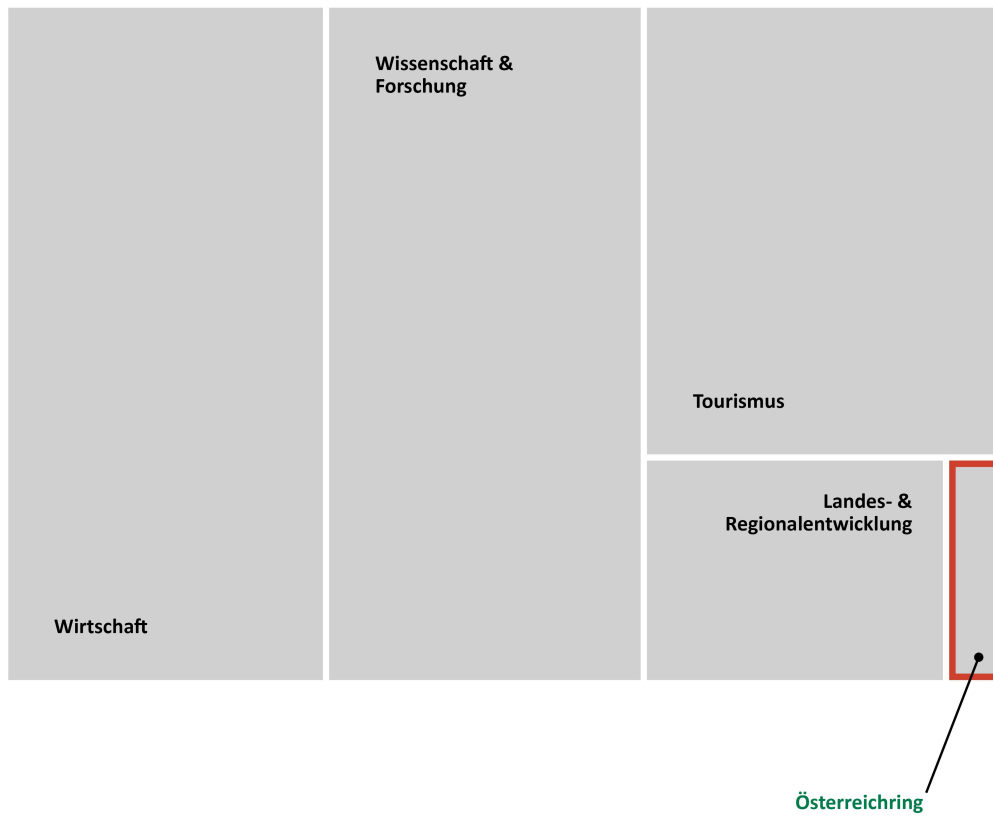 Wissenschaft &
Forschung
Tourismus
Landes- &
Regionalentwicklung
Wirtschaft
Österreichring